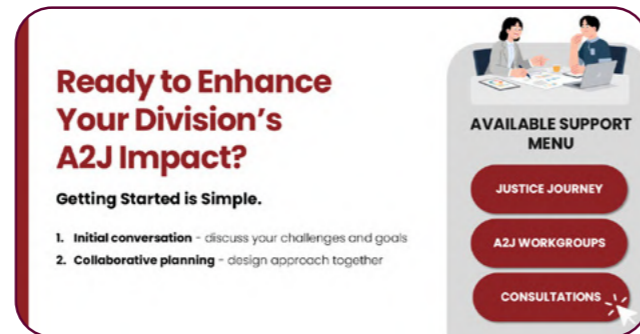 Ready to Enhance
Your Division's
A2J Impact?
Getting Started is Simple.
1. Initial conversation - discuss your challenges and goals
2. Collaborative planning - design approach together
AVAILABLE SUPPORT
MENU
JUSTICE JOURNEY
A2J WORKGROUPS
CONSULTATIONS